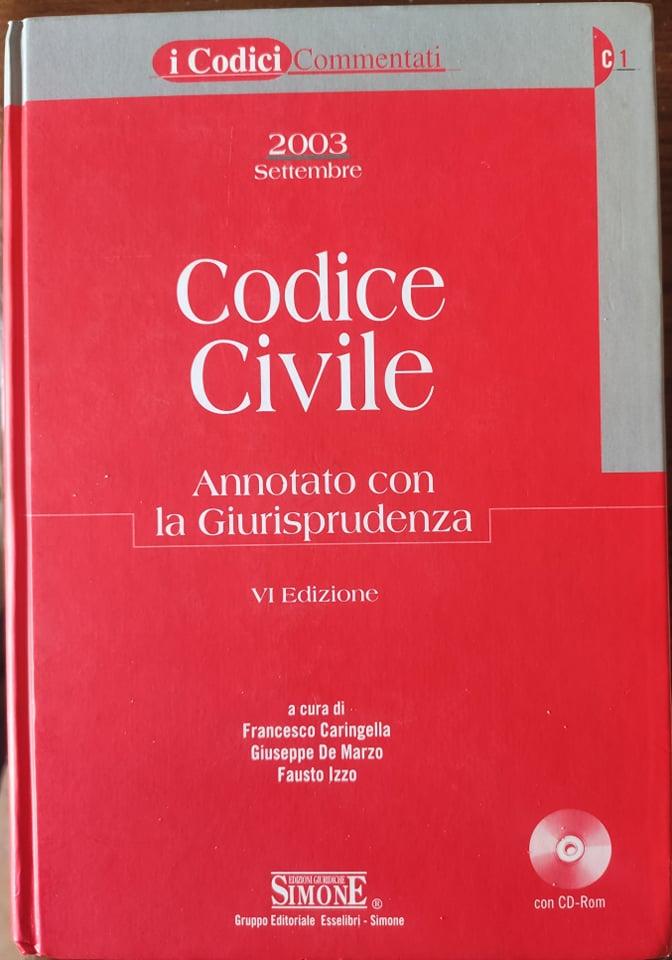 i Codici Commentati
C 1
2003
Settembre
Codice
Civile
Annotato con
la Giurisprudenza
VI Edizione
a cura di
Francesco Caringella
Giuseppe De Marzo
Fausto Izzo
EDIZIONI GIURIDICHE
SIMONE ®
Gruppo Editoriale Esselibri - Simone
con CD-Rom